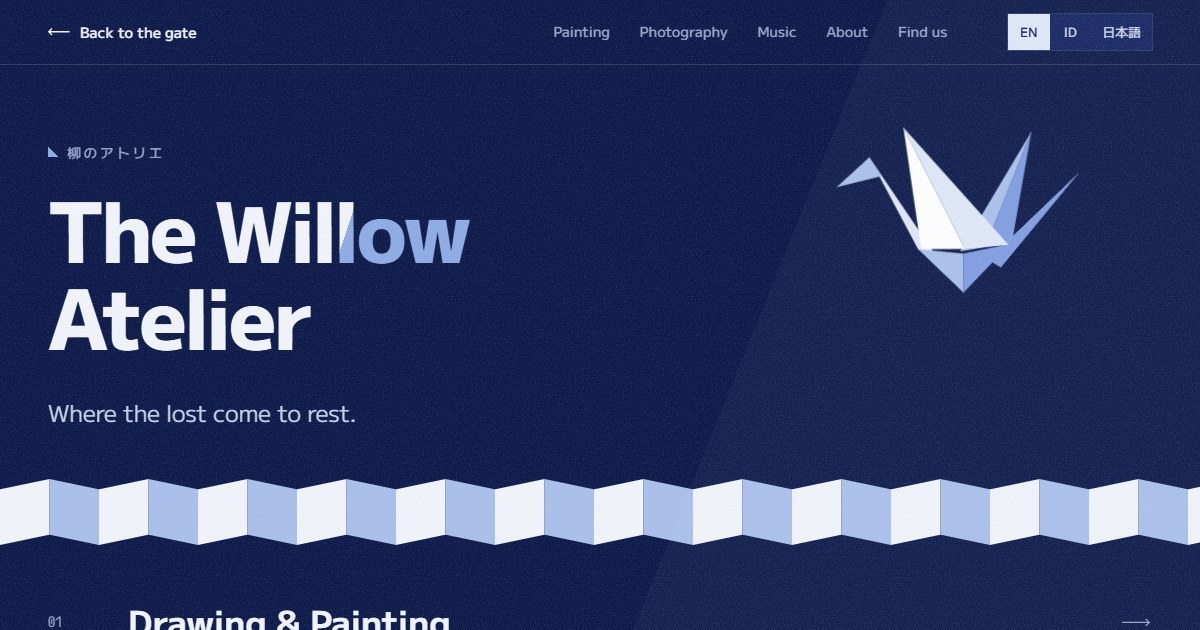 Back to the gate
Painting
Photography
Music
About
Find us
EN
ID
日本語
柳のアトリエ
The Willow
Atelier
Where the lost come to rest.
01
Drawing & Painting